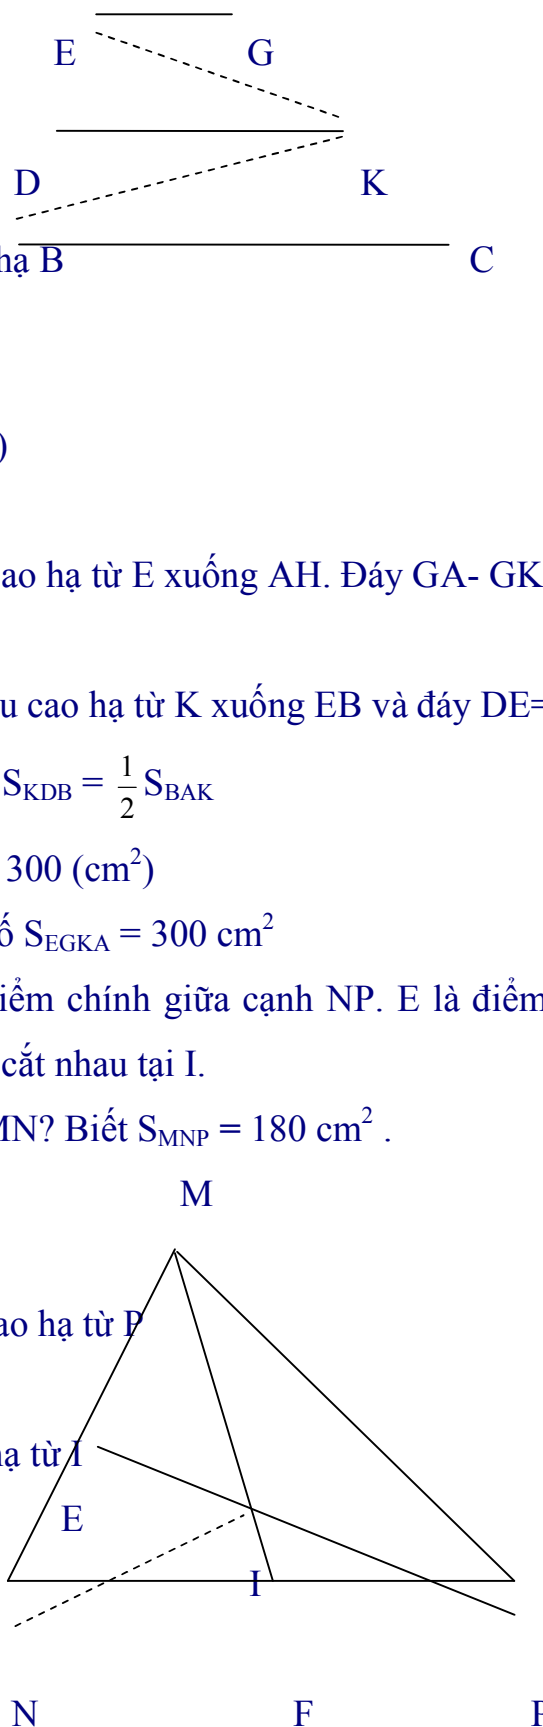 E G
D K
hạ B C
)
ao hạ từ E xuống AH. Đáy GA- GK
u cao hạ từ K xuống EB và đáy DE=
S_KDB = 1/2 S_BAK
300 (cm²)
ố S_EGKA = 300 cm²
iểm chính giữa cạnh NP. E là điểm
cắt nhau tại I.
MN? Biết S_MNP = 180 cm² .
M
ao hạ từ P
hạ từ I
E
I
N F P